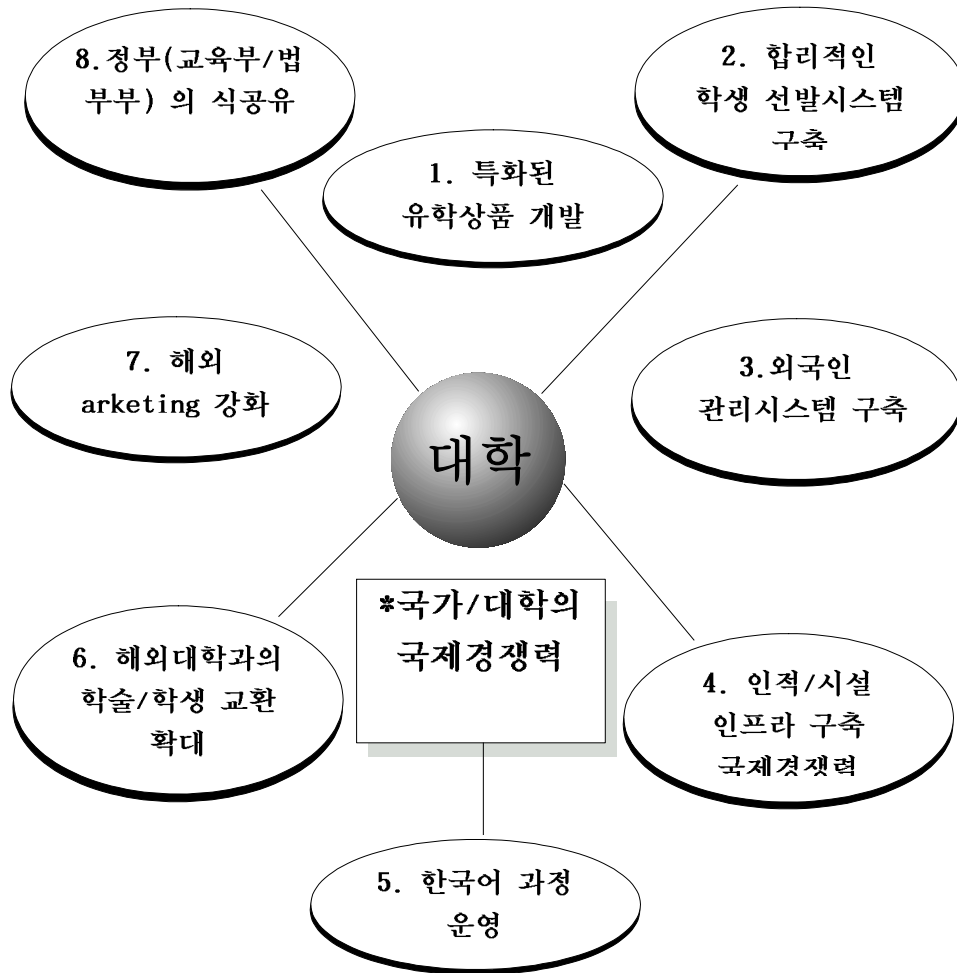 8.정부(교육부/법
부부) 의 식공유
2. 합리적인
학생 선발시스템
구축
1. 특화된
유학상품 개발
7. 해외
arketing 강화
3.외국인
관리시스템 구축
대학
*국가/대학의
국제경쟁력
6. 해외대학과의
학술/학생 교환
확대
4. 인적/시설
인프라 구축
국제경쟁력
5. 한국어 과정
운영